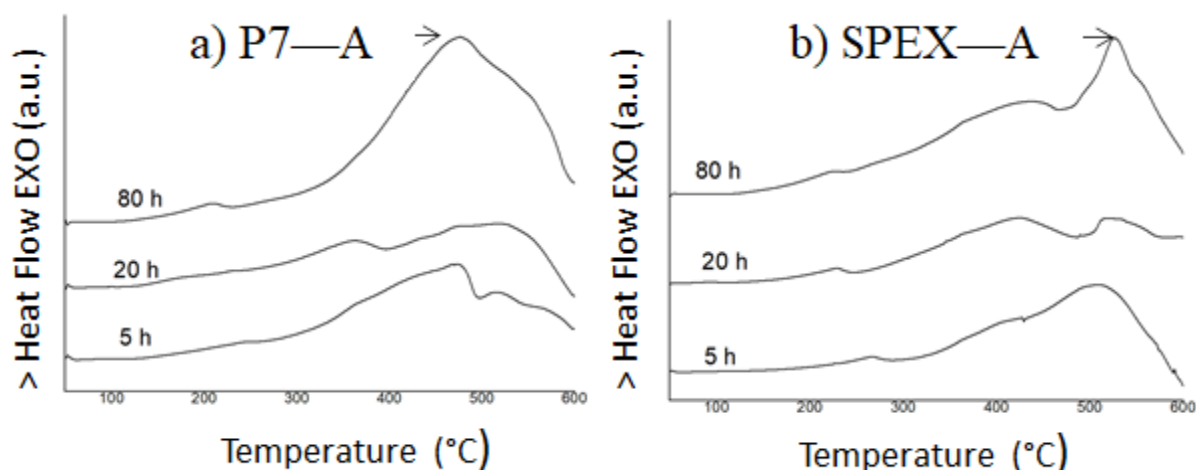 > Heat Flow EXO (a.u.)
a) P7—A
80 h
20 h
5 h
100 200 300 400 500 600
Temperature (°C)
> Heat Flow EXO (a.u.)
b) SPEX—A
80 h
20 h
5 h
100 200 300 400 500 600
Temperature (°C)